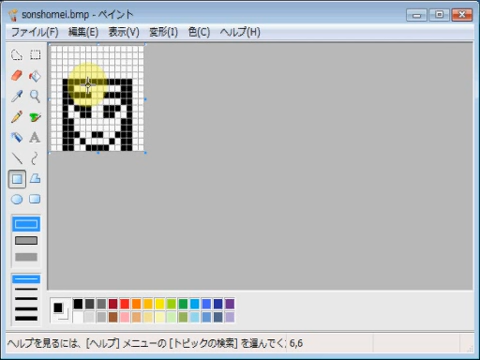 sonshomei.bmp - ペイント
ファイル(F) 編集(E) 表示(V) 変形(I) 色(C) ヘルプ(H)
A
ヘルプを見るには、[ヘルプ] メニューの [トピックの検索] を選んでく 6,6